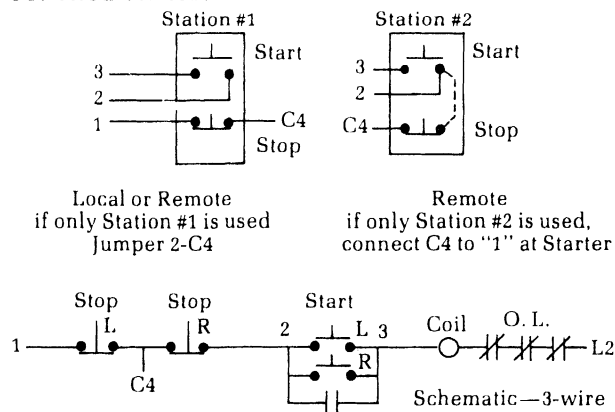 Station #1
Station #2
Start
Start
3
3
2
2
1
C4
C4
Stop
Stop
Local or Remote
if only Station #1 is used
Jumper 2-C4
Remote
if only Station #2 is used,
connect C4 to "1" at Starter
Stop
Stop
Start
L
R
2
L
3
Coil
O. L.
1
L2
R
C4
Schematic—3-wire